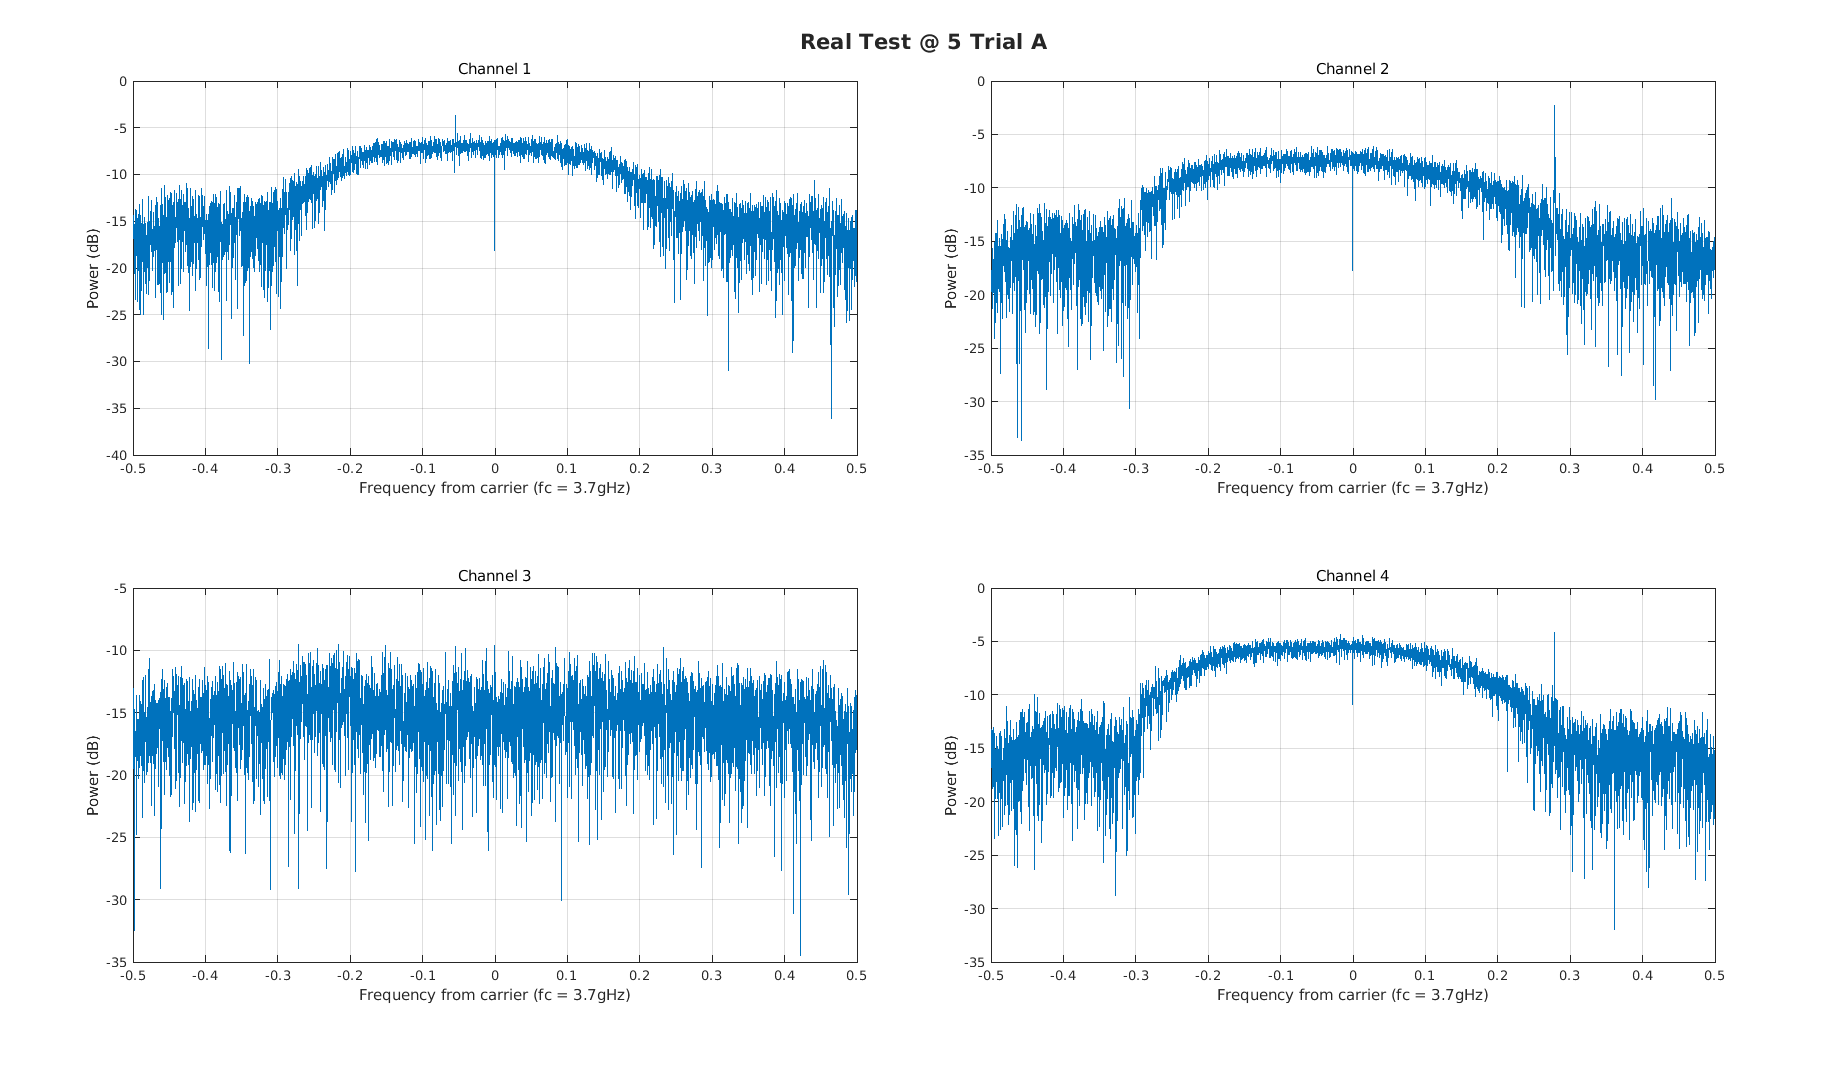 Real Test @ 5 Trial A
Channel 1
0
-5
-10
-15
-20
-25
-30
-35
-40
Power (dB)
-0.5 -0.4 -0.3 -0.2 -0.1 0 0.1 0.2 0.3 0.4 0.5
Frequency from carrier (fc = 3.7gHz)
Channel 2
0
-5
-10
-15
-20
-25
-30
-35
Power (dB)
-0.5 -0.4 -0.3 -0.2 -0.1 0 0.1 0.2 0.3 0.4 0.5
Frequency from carrier (fc = 3.7gHz)
Channel 3
-5
-10
-15
-20
-25
-30
-35
Power (dB)
-0.5 -0.4 -0.3 -0.2 -0.1 0 0.1 0.2 0.3 0.4 0.5
Frequency from carrier (fc = 3.7gHz)
Channel 4
0
-5
-10
-15
-20
-25
-30
-35
Power (dB)
-0.5 -0.4 -0.3 -0.2 -0.1 0 0.1 0.2 0.3 0.4 0.5
Frequency from carrier (fc = 3.7gHz)